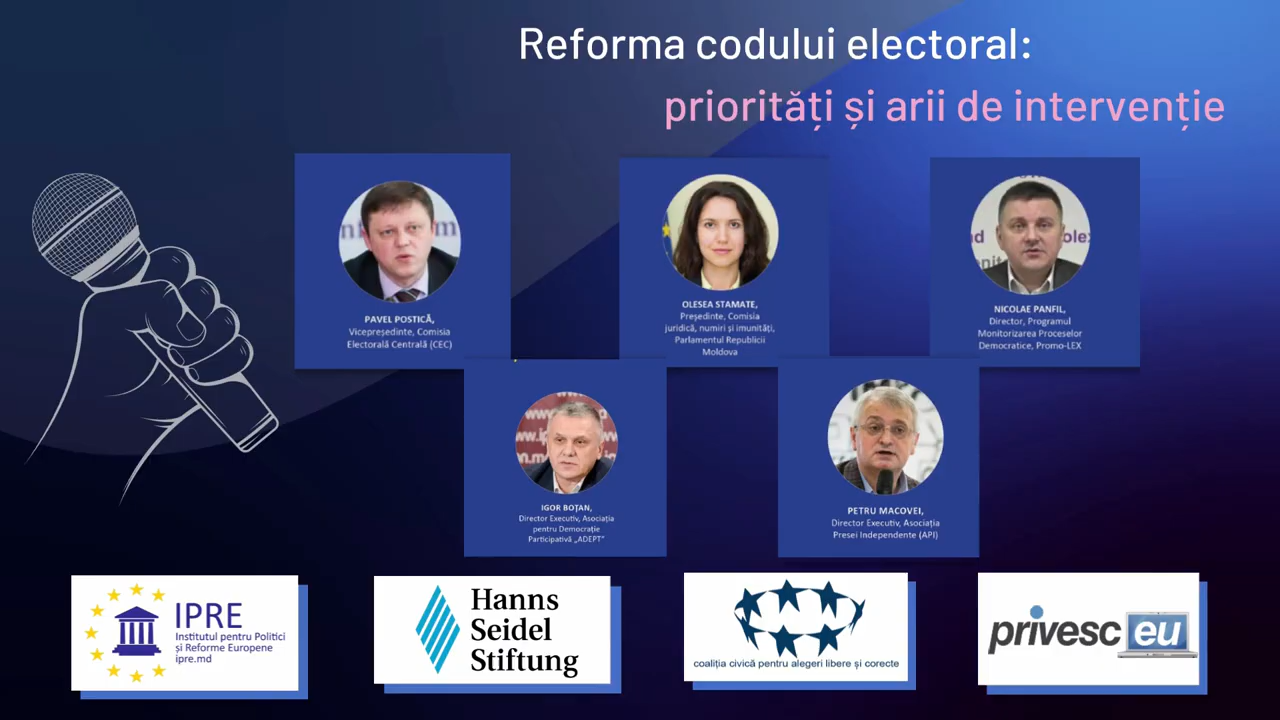 Reforma codului electoral:
priorități și arii de intervenție
PAVEL POSTICĂ,
Vicepreședinte, Comisia
Electorală Centrală (CEC)
OLESEA STAMATE,
Președinte, Comisia
juridică, numiri și imunități,
Parlamentul Republicii
Moldova
NICOLAE PANFIL,
Director, Programul
Monitorizarea Proceselor
Democratice, Promo-LEX
IGOR BOȚAN,
Director Executiv, Asociația
pentru Democrație
Participativă „ADEPT”
PETRU MACOVEI,
Director Executiv, Asociația
Presei Independente (API)
IPRE
Institutul pentru Politici
și Reforme Europene
ipre.md
Hanns
Seidel
Stiftung
coaliția civică pentru alegeri libere și corecte
privesc eu